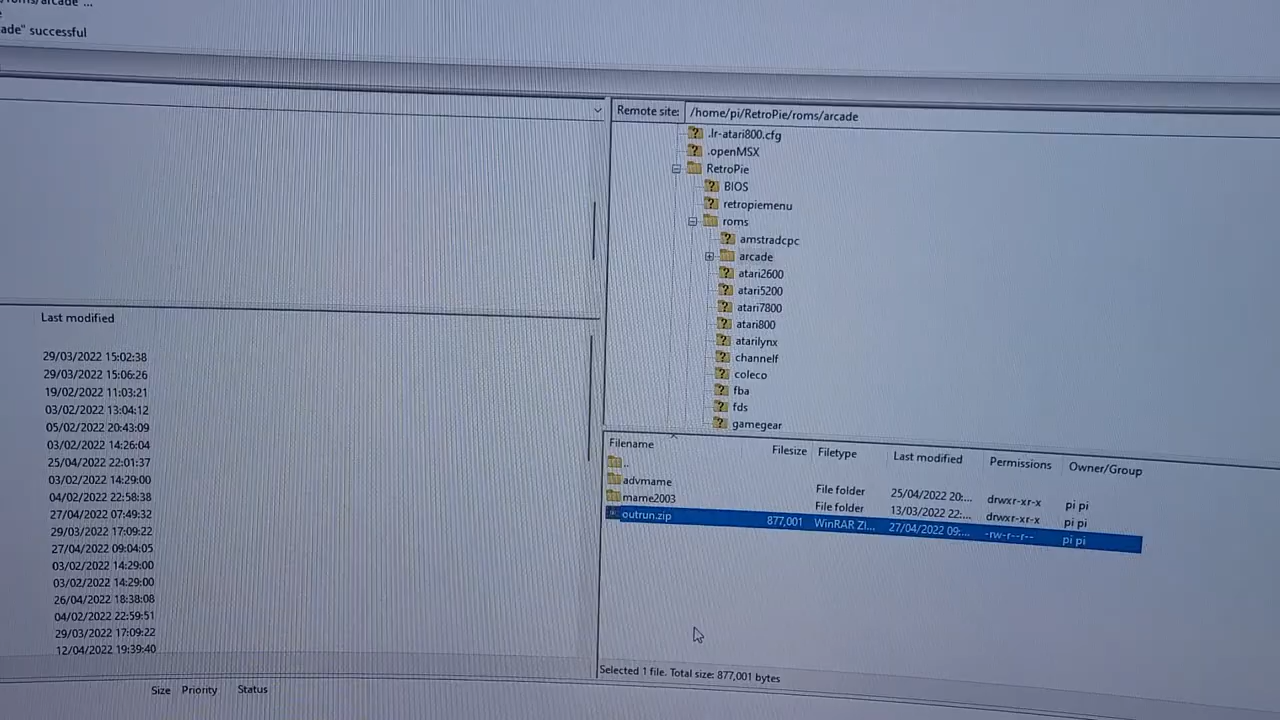 ade" successful
Remote site: /home/pi/RetroPie/roms/arcade
.lr-atari800.cfg
.openMSX
RetroPie
BIOS
retropiemenu
roms
amstradcpc
arcade
atari2600
atari5200
atari7800
atari800
atarilynx
channelf
coleco
fba
fds
gamegear
Last modified
29/03/2022 15:02:38
29/03/2022 15:06:26
19/02/2022 11:03:21
03/02/2022 13:04:12
05/02/2022 20:43:09
03/02/2022 14:26:04
25/04/2022 22:01:37
03/02/2022 14:29:00
04/02/2022 22:58:38
27/04/2022 07:49:32
29/03/2022 17:09:22
27/04/2022 09:04:05
03/02/2022 14:29:00
03/02/2022 14:29:00
26/04/2022 18:38:08
04/02/2022 22:59:51
29/03/2022 17:09:22
12/04/2022 19:39:40
Filename Filesize Filetype Last modified Permissions Owner/Group
..
advmame File folder 25/04/2022 20:... drwxr-xr-x pi pi
mame2003 File folder 13/03/2022 22:... drwxr-xr-x pi pi
outrun.zip 877,001 WinRAR ZI... 27/04/2022 09:... -rw-r--r-- pi pi
Selected 1 file. Total size: 877,001 bytes
Size Priority Status